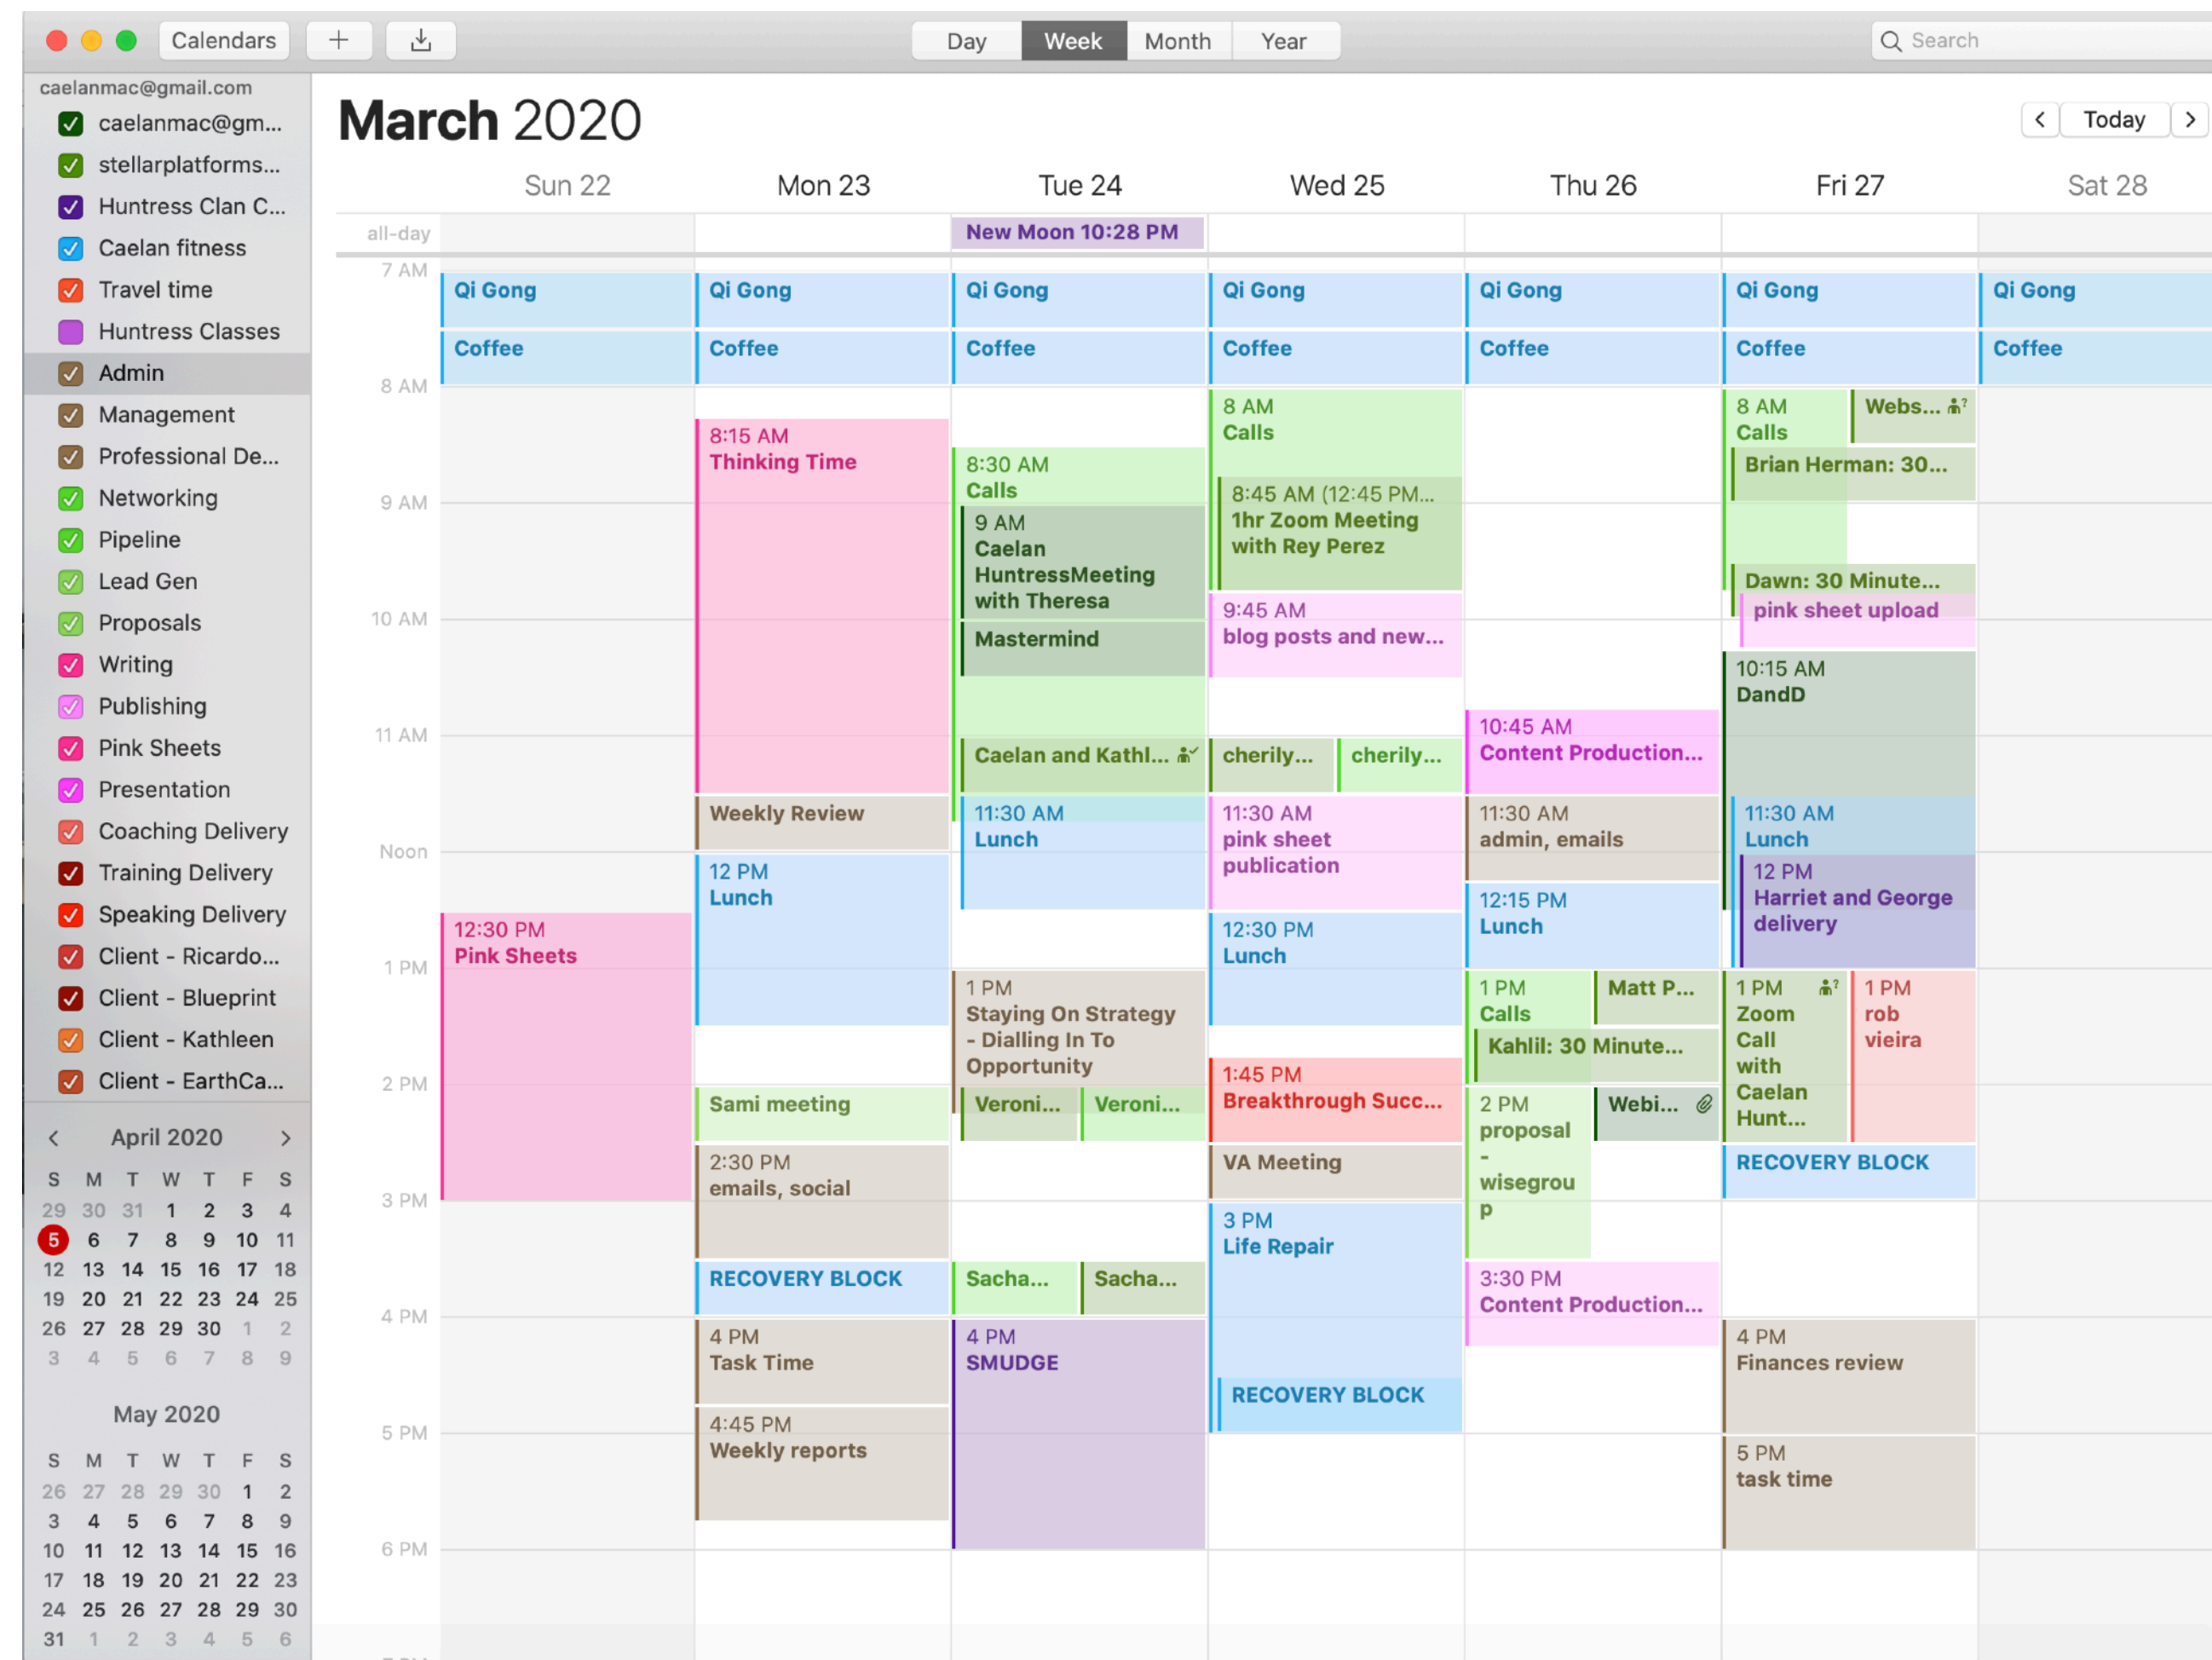 Calendars
+
Day Week Month Year
Search
caelanmac@gmail.com
caelanmac@gm...
stellarplatforms...
Huntress Clan C...
Caelan fitness
Travel time
Huntress Classes
Admin
Management
Professional De...
Networking
Pipeline
Lead Gen
Proposals
Writing
Publishing
Pink Sheets
Presentation
Coaching Delivery
Training Delivery
Speaking Delivery
Client - Ricardo...
Client - Blueprint
Client - Kathleen
Client - EarthCa...
April 2020
S M T W T F S
29 30 31 1 2 3 4
5 6 7 8 9 10 11
12 13 14 15 16 17 18
19 20 21 22 23 24 25
26 27 28 29 30 1 2
3 4 5 6 7 8 9
May 2020
S M T W T F S
26 27 28 29 30 1 2
3 4 5 6 7 8 9
10 11 12 13 14 15 16
17 18 19 20 21 22 23
24 25 26 27 28 29 30
31 1 2 3 4 5 6
March 2020
Today
Sun 22
Mon 23
Tue 24
Wed 25
Thu 26
Fri 27
Sat 28
all-day
New Moon 10:28 PM
7 AM
8 AM
9 AM
10 AM
11 AM
Noon
1 PM
2 PM
3 PM
4 PM
5 PM
6 PM
Qi Gong
Coffee
12:30 PM
Pink Sheets
Qi Gong
Coffee
8:15 AM
Thinking Time
Weekly Review
12 PM
Lunch
Sami meeting
2:30 PM
emails, social
RECOVERY BLOCK
4 PM
Task Time
4:45 PM
Weekly reports
Qi Gong
Coffee
8:30 AM
Calls
9 AM
Caelan
HuntressMeeting
with Theresa
Mastermind
Caelan and Kathl...
11:30 AM
Lunch
1 PM
Staying On Strategy
- Dialling In To
Opportunity
Veroni...
Veroni...
Sacha...
Sacha...
4 PM
SMUDGE
Qi Gong
Coffee
8 AM
Calls
8:45 AM (12:45 PM...
1hr Zoom Meeting
with Rey Perez
9:45 AM
blog posts and new...
cherily...
cherily...
11:30 AM
pink sheet
publication
12:30 PM
Lunch
1:45 PM
Breakthrough Succ...
VA Meeting
3 PM
Life Repair
RECOVERY BLOCK
Qi Gong
Coffee
10:45 AM
Content Production...
11:30 AM
admin, emails
12:15 PM
Lunch
1 PM
Calls
Matt P...
Kahlil: 30 Minute...
2 PM
proposal
-
wisegrou
p
Webi...
3:30 PM
Content Production...
Qi Gong
Coffee
8 AM
Calls
Webs...
Brian Herman: 30...
Dawn: 30 Minute...
pink sheet upload
10:15 AM
DandD
11:30 AM
Lunch
12 PM
Harriet and George
delivery
1 PM
Zoom
Call
with
Caelan
Hunt...
1 PM
rob
vieira
RECOVERY BLOCK
4 PM
Finances review
5 PM
task time
Qi Gong
Coffee